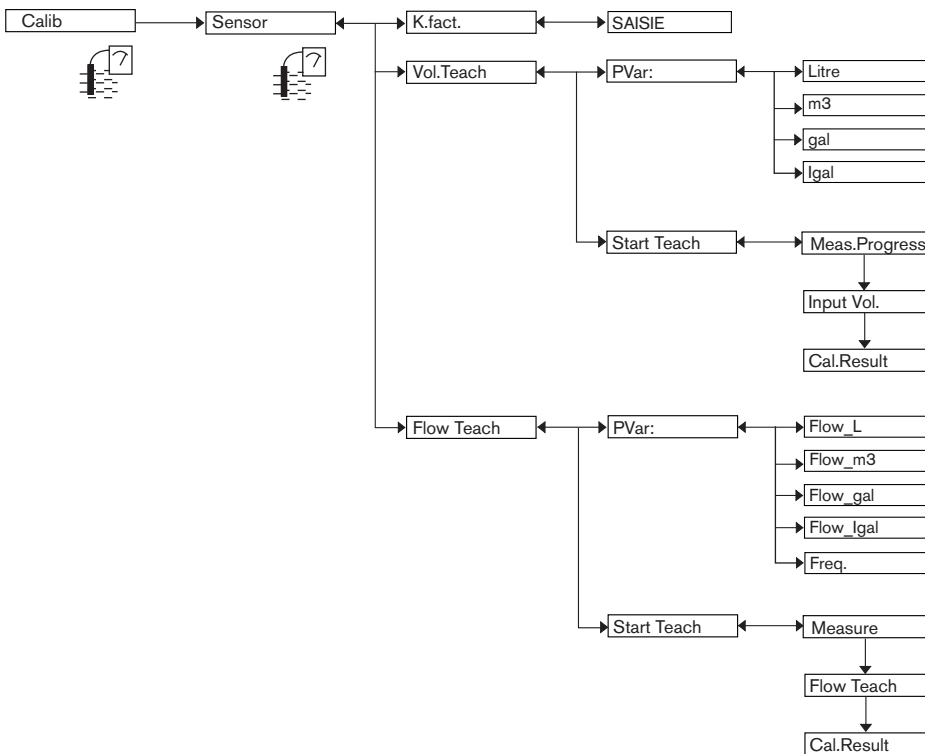 Calib
Sensor
K.fact.
SAISIE
Vol.Teach
PVar:
Litre
m3
gal
Igal
Start Teach
Meas.Progress
Input Vol.
Cal.Result
Flow Teach
PVar:
Flow_L
Flow_m3
Flow_gal
Flow_Igal
Freq.
Start Teach
Measure
Flow Teach
Cal.Result